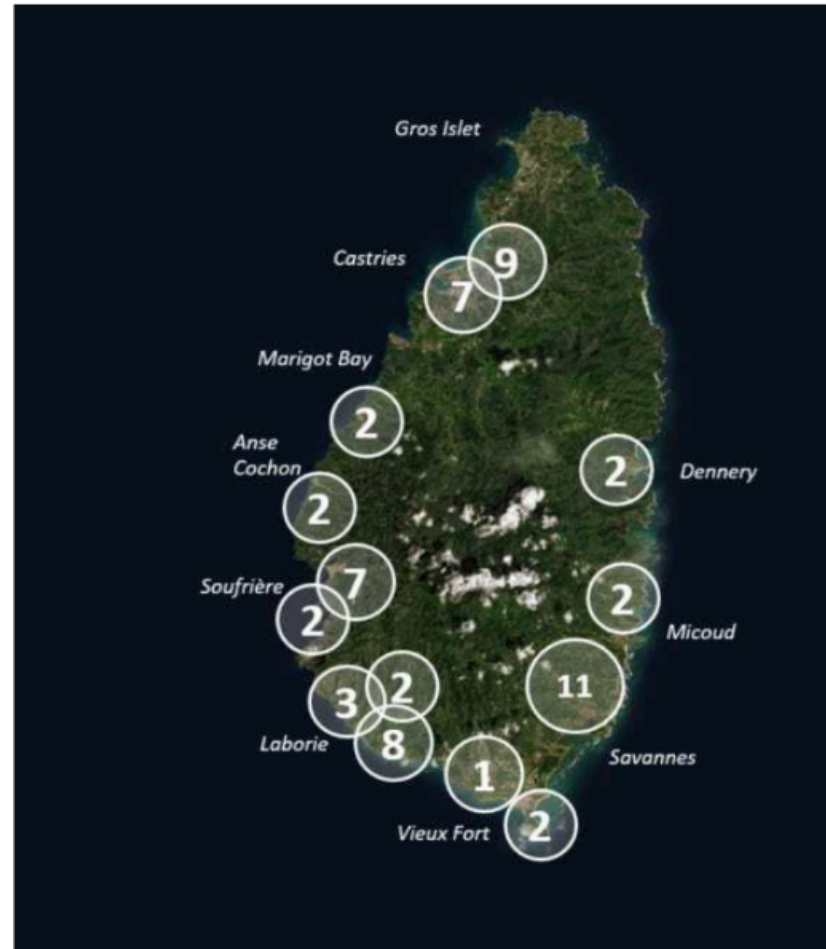 Gros Islet
Castries
9
7
Marigot Bay
2
Anse
Cochon
2
2
Dennery
Soufrière
7
2
2
Micoud
2
3
11
Laborie
8
Savannes
1
Vieux Fort
2